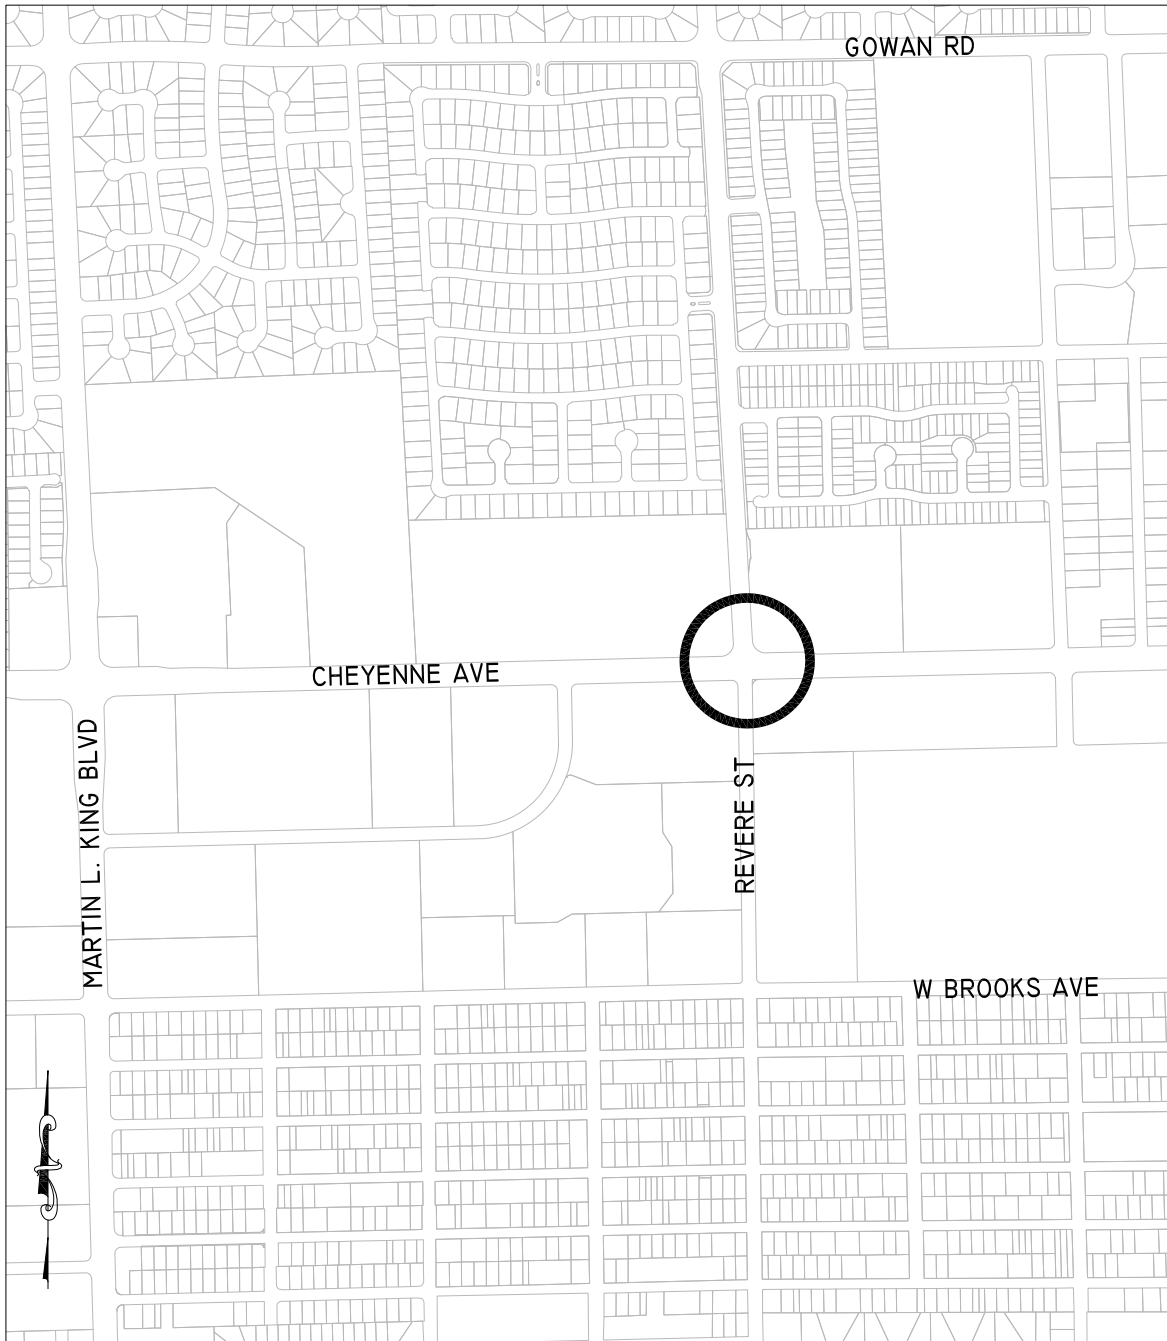 GOWAN RD
CHEYENNE AVE
MARTIN L. KING BLVD
REVERE ST
W BROOKS AVE